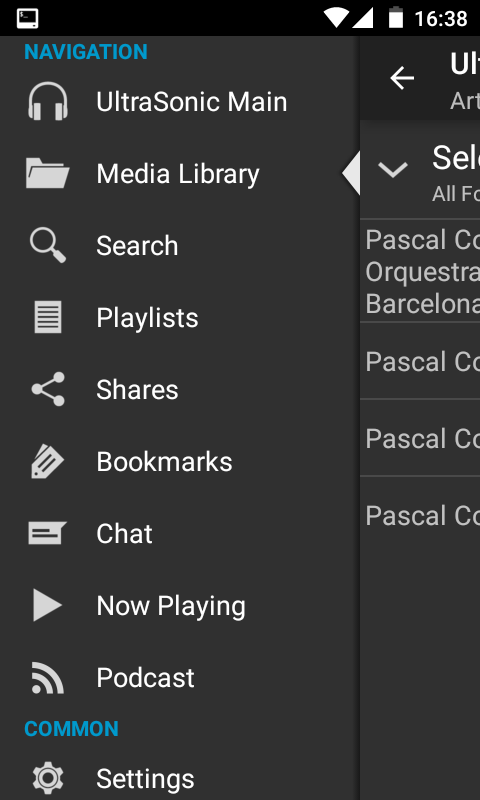 16:38
NAVIGATION
UltraSonic Main
Media Library
Search
Playlists
Shares
Bookmarks
Chat
Now Playing
Podcast
COMMON
Settings
Ul
Art
Sele
All Fo
Pascal Co
Orquestra
Barcelona
Pascal Co
Pascal Co
Pascal Co